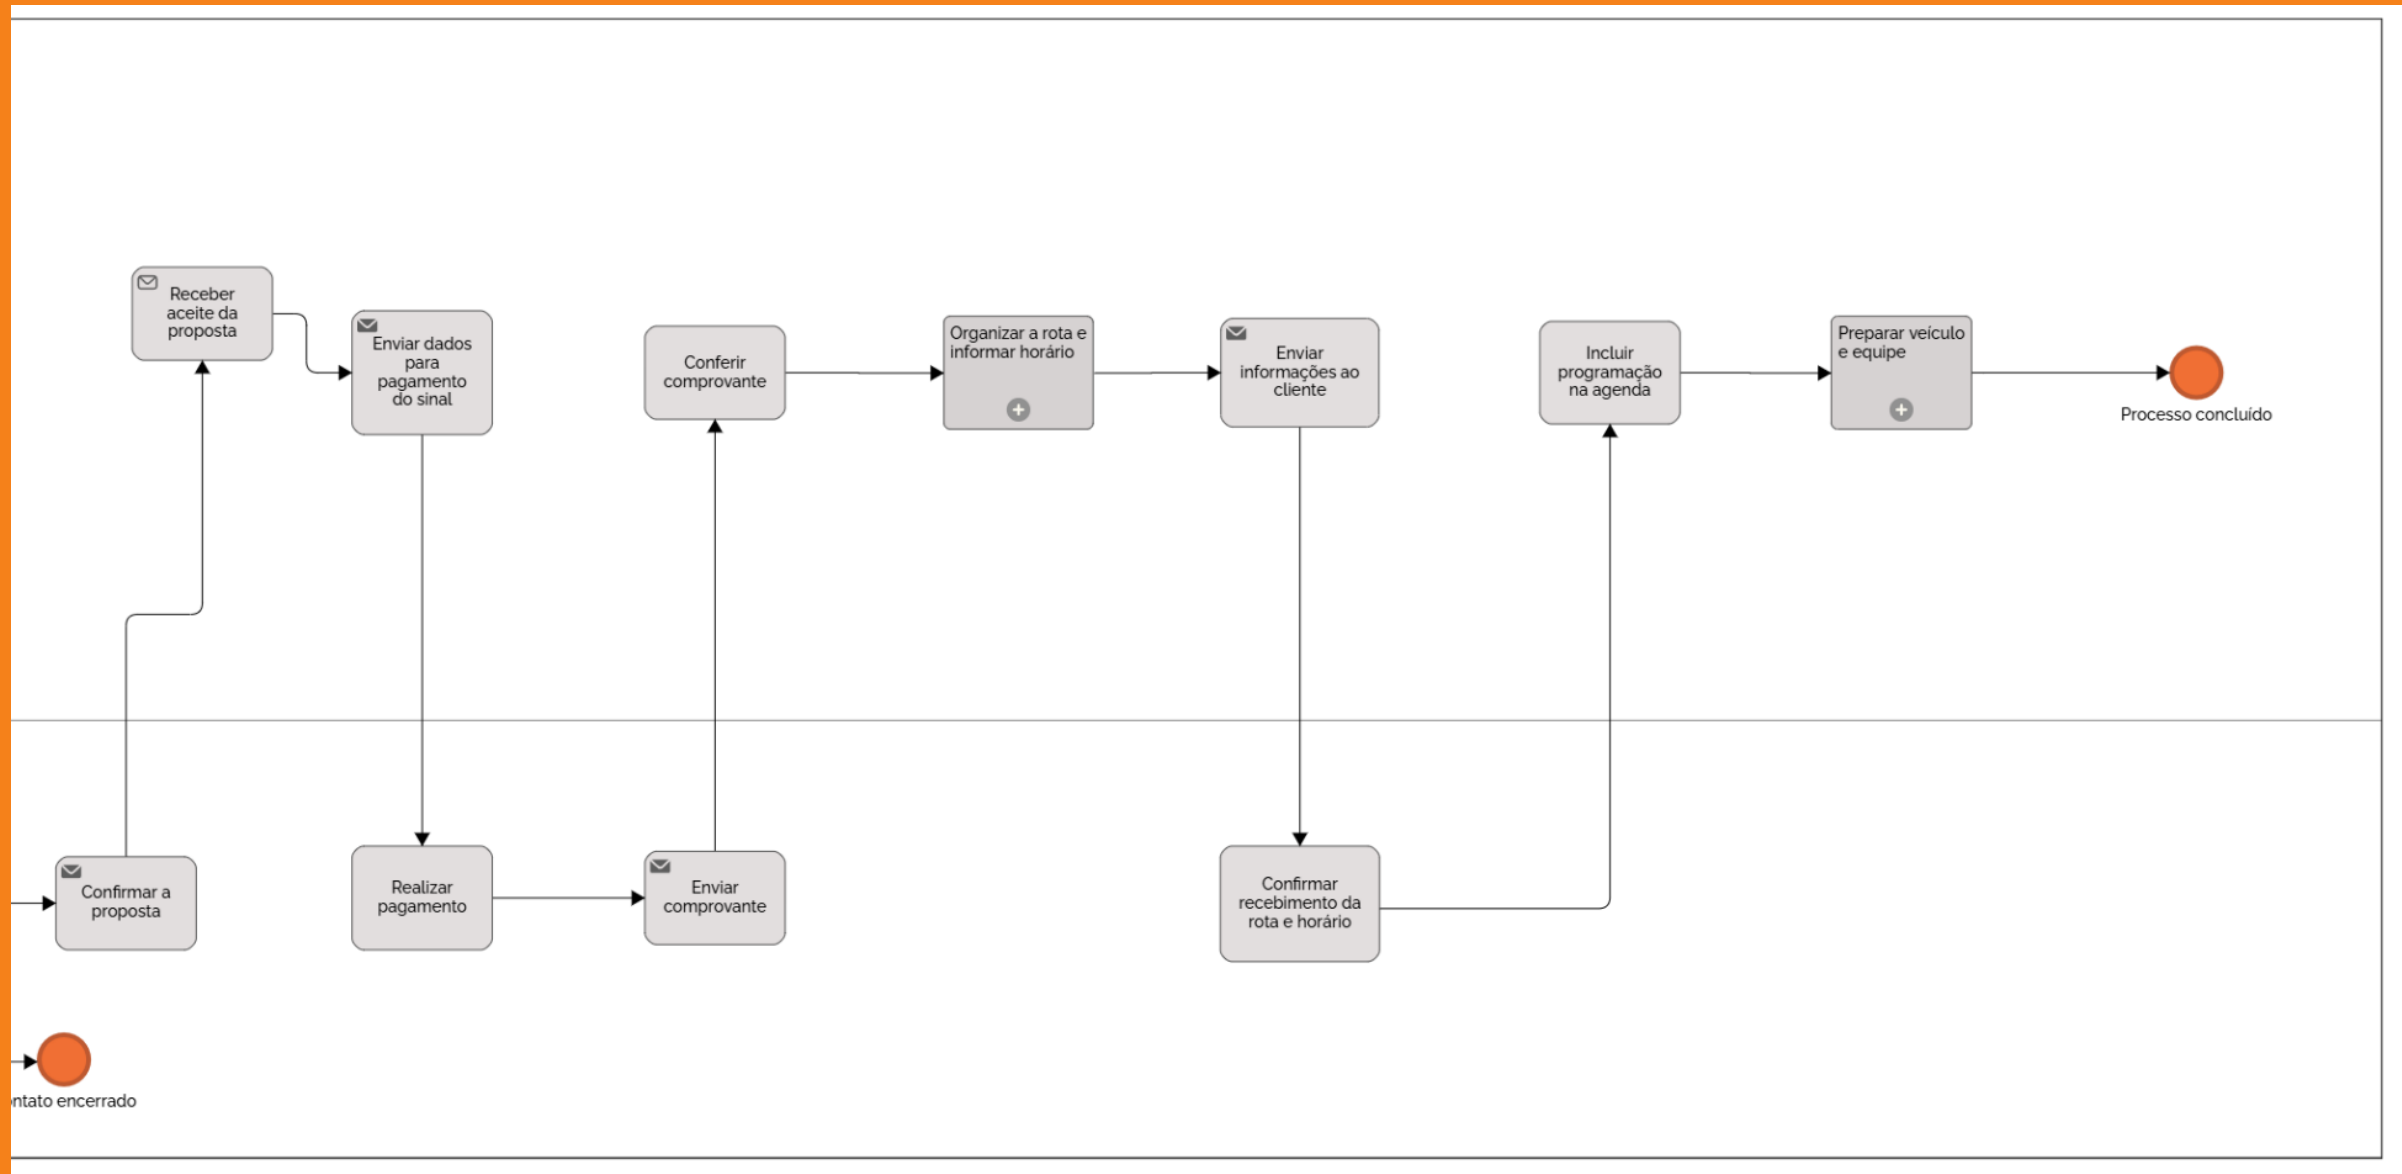 Receber
aceite da
proposta
Enviar dados
para
pagamento
do sinal
Conferir
comprovante
Organizar a rota e
informar horário
Enviar
informações ao
cliente
Incluir
programação
na agenda
Preparar veículo
e equipe
Processo concluído
Confirmar a
proposta
Realizar
pagamento
Enviar
comprovante
Confirmar
recebimento da
rota e horário
ntato encerrado